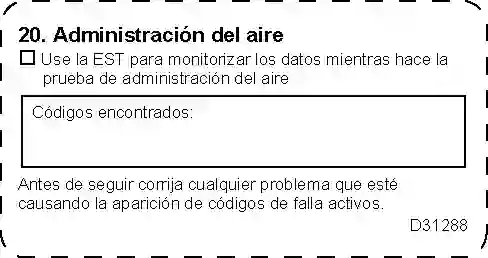 20. Administración del aire
Use la EST para monitorizar los datos mientras hace la
prueba de administración del aire
Códigos encontrados:
Antes de seguir corrija cualquier problema que esté
causando la aparición de códigos de falla activos.
D31288